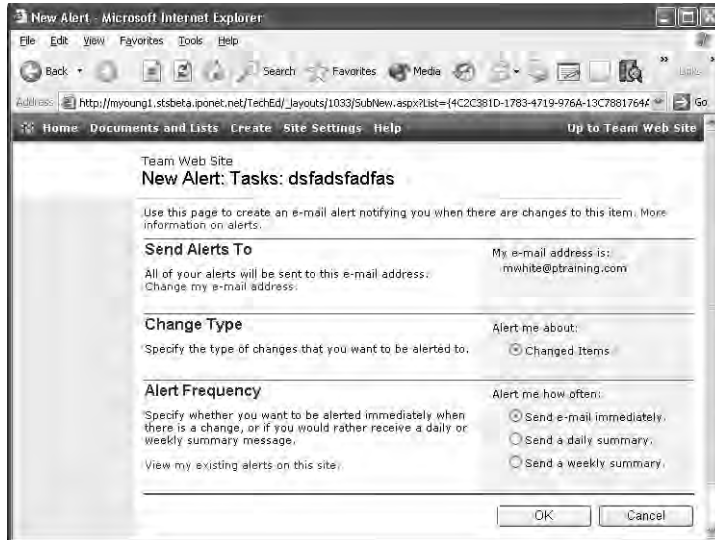 New Alert - Microsoft Internet Explorer
File Edit View Favorites Tools Help
Back Search Favorites Media
Address http://myoung1.stsbeta.iponet.net/TechEd/_layouts/1033/SubNew.aspx?List={4C2C381D-1783-4719-976A-13C7881764A Go
Home Documents and Lists Create Site Settings Help Up to Team Web Site
Team Web Site
New Alert: Tasks: dsfadsfadfas
Use this page to create an e-mail alert notifying you when there are changes to this item. More
information on alerts.
Send Alerts To
My e-mail address is:
mwhite@ptraining.com
All of your alerts will be sent to this e-mail address.
Change my e-mail address.
Change Type
Alert me about:
Specify the type of changes that you want to be alerted to.
Changed Items
Alert Frequency
Alert me how often:
Specify whether you want to be alerted immediately when
there is a change, or if you would rather receive a daily or
weekly summary message.
Send e-mail immediately.
Send a daily summary.
Send a weekly summary.
View my existing alerts on this site.
OK Cancel